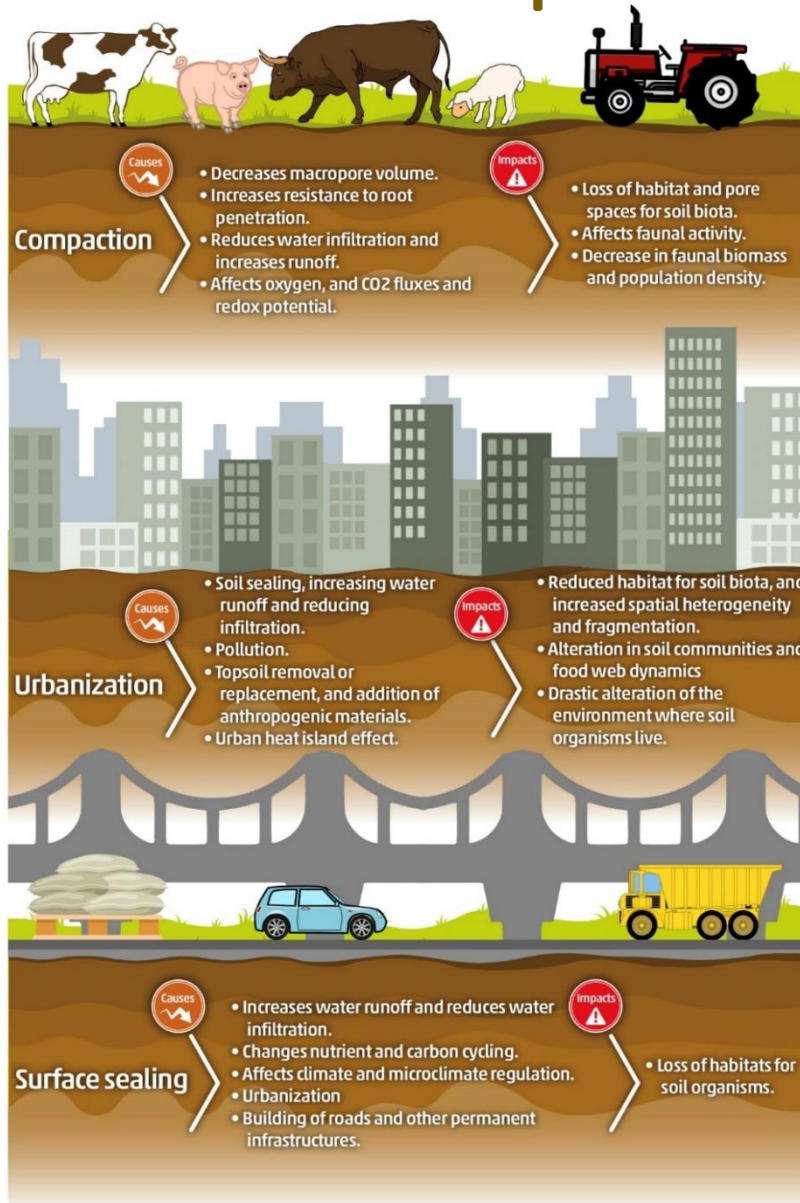 Causes
• Decreases macropore volume.
• Increases resistance to root
penetration.
• Reduces water infiltration and
increases runoff.
• Affects oxygen, and CO2 fluxes and
redox potential.
Compaction
Impacts
• Loss of habitat and pore
spaces for soil biota.
• Affects faunal activity.
• Decrease in faunal biomass
and population density.
Causes
• Soil sealing, increasing water
runoff and reducing
infiltration.
• Pollution.
• Topsoil removal or
replacement, and addition of
anthropogenic materials.
• Urban heat island effect.
Urbanization
Impacts
• Reduced habitat for soil biota, and
increased spatial heterogeneity
and fragmentation.
• Alteration in soil communities and
food web dynamics
• Drastic alteration of the
environment where soil
organisms live.
Causes
• Increases water runoff and reduces water
infiltration.
• Changes nutrient and carbon cycling.
• Affects climate and microclimate regulation.
• Urbanization
• Building of roads and other permanent
infrastructures.
Surface sealing
Impacts
• Loss of habitats for
soil organisms.